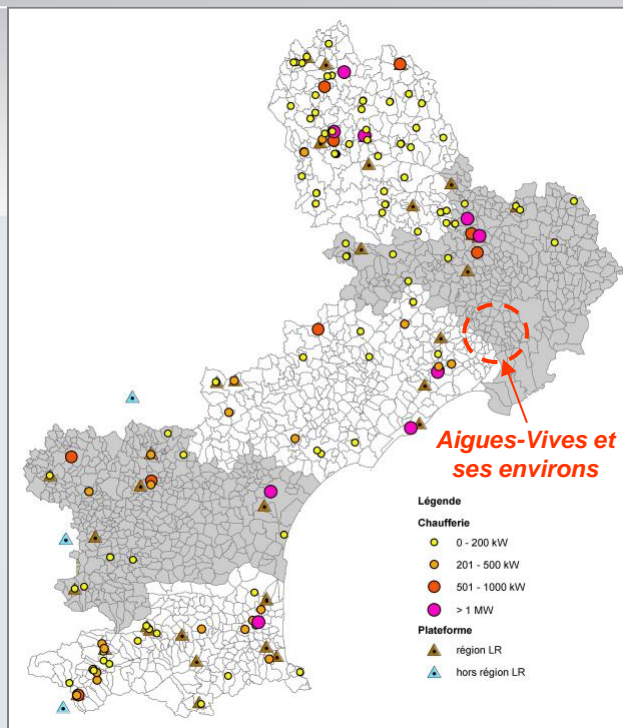 Aigues-Vives et
ses environs
Légende
Chaufferie
0 - 200 kW
201 - 500 kW
501 - 1000 kW
> 1 MW
Plateforme
région LR
hors région LR